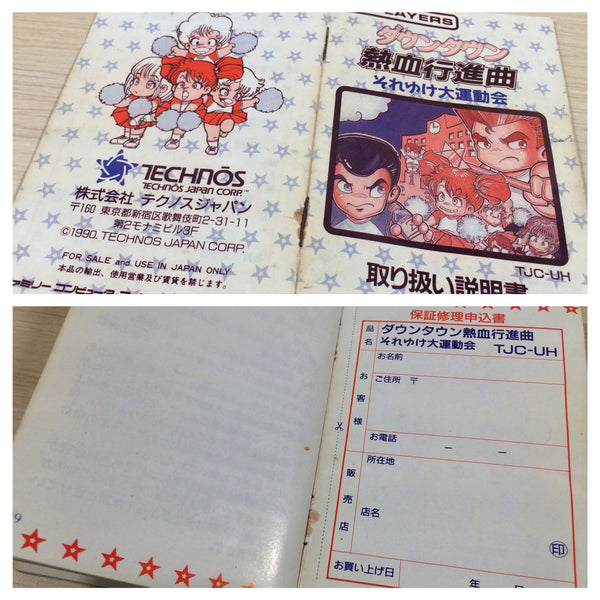 PLAYERS
ダウンタウン
熱血行進曲
それゆけ大運動会
TJC-UH
取り扱い説明書
TECHNŌS
TECHNOS JAPAN CORP.™
株式会社 テクノスジャパン
〒160 東京都新宿区歌舞伎町2-31-11
第2モナミビル3F
©1990. TECHNOS JAPAN CORP.
FOR SALE and USE IN JAPAN ONLY
本品の輸出、使用営業及び賃貸を禁じます。
保証修理申込書
品名
ダウンタウン熱血行進曲
それゆけ大運動会 TJC-UH
お客様
お名前
ご住所 〒
お電話 ー ー
販売店
所在地
店名
印
お買い上げ日 年